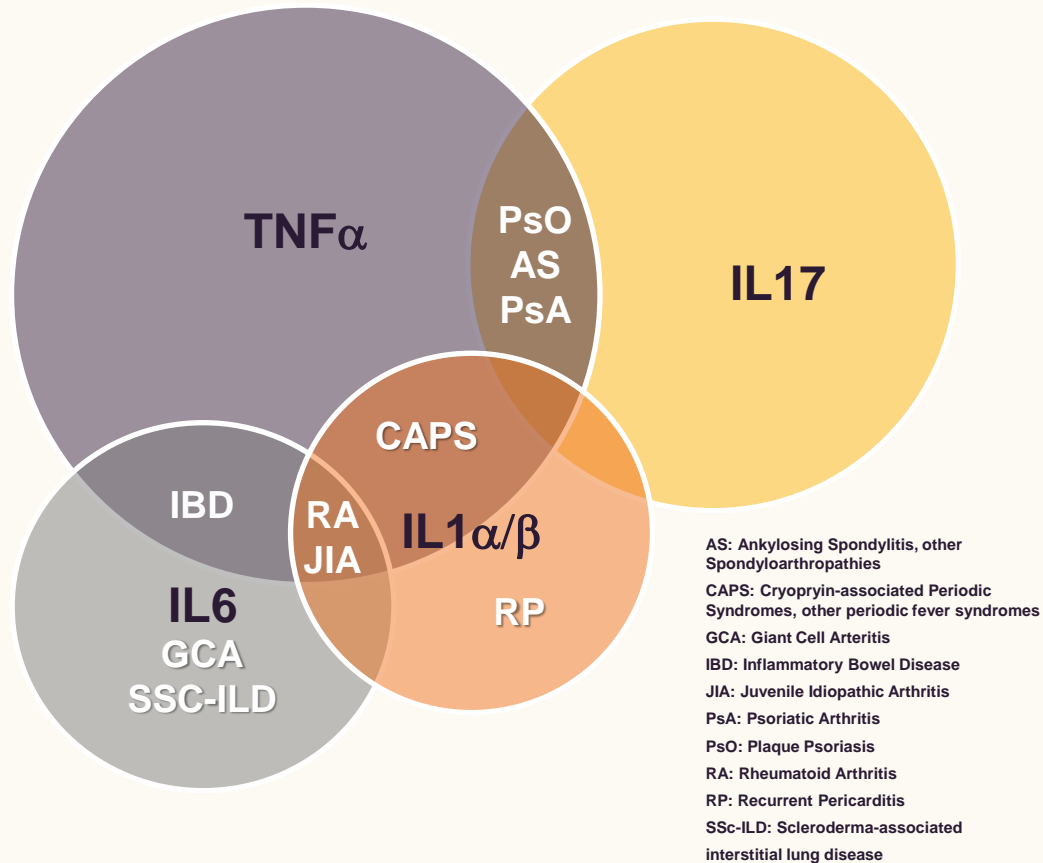 TNFα
PsO
AS
PsA
IL17
CAPS
IBD
RA
JIA
IL1α/β
IL6
GCA
SSC-ILD
RP
AS: Ankylosing Spondylitis, other
Spondyloarthropathies
CAPS: Cryopryin-associated Periodic
Syndromes, other periodic fever syndromes
GCA: Giant Cell Arteritis
IBD: Inflammatory Bowel Disease
JIA: Juvenile Idiopathic Arthritis
PsA: Psoriatic Arthritis
PsO: Plaque Psoriasis
RA: Rheumatoid Arthritis
RP: Recurrent Pericarditis
SSc-ILD: Scleroderma-associated
interstitial lung disease